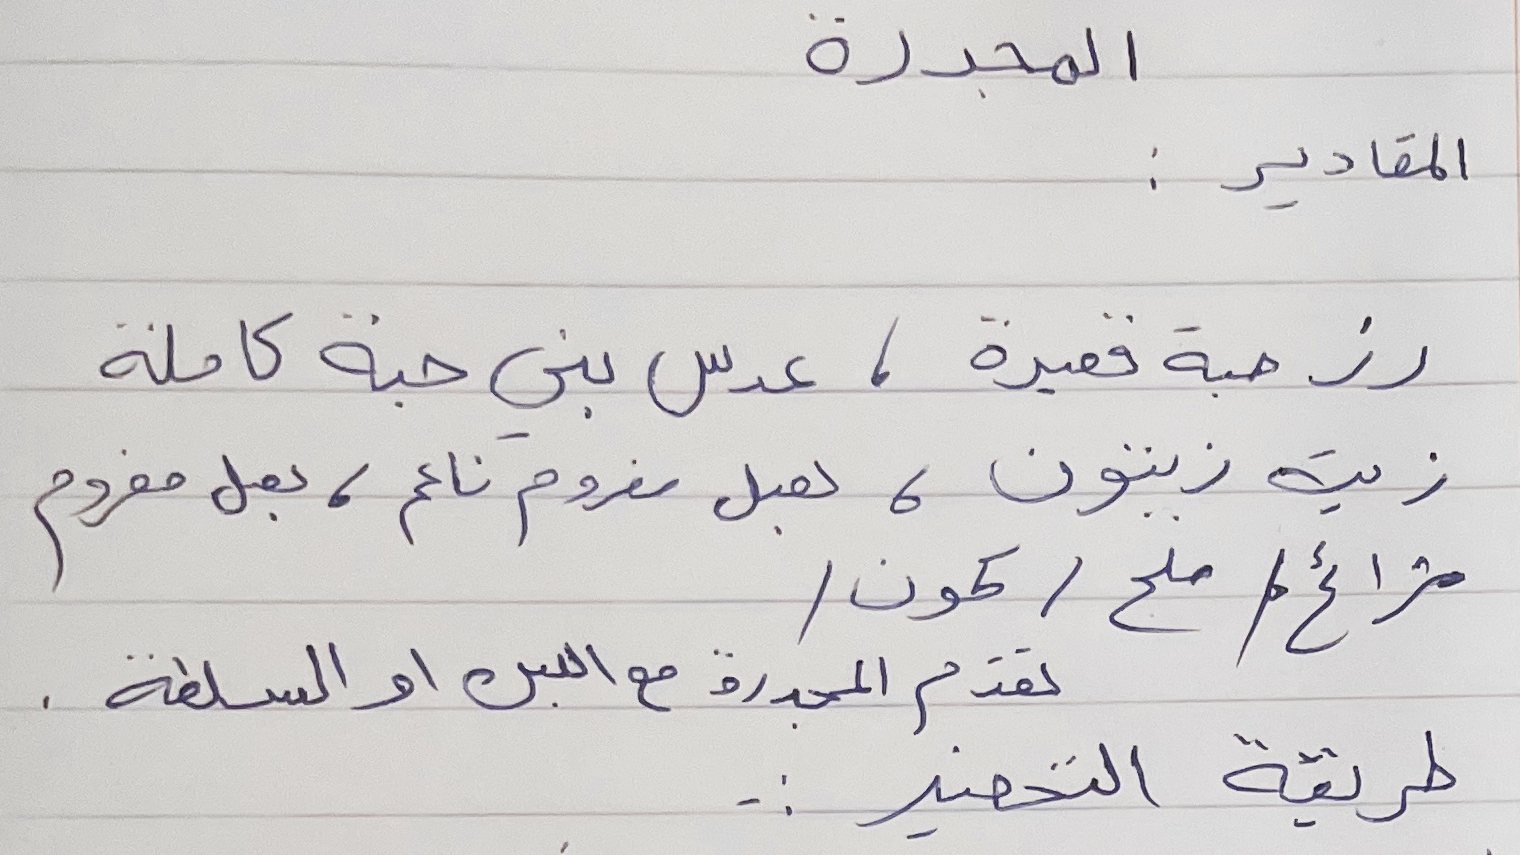 المجدرة
المقادير :
رز حبة قصيرة ، عدس بني حبة كاملة
زيت زيتون ، بصل مفروم ناعم ، بصل مفروم
شرائح / ملح / كمون /
تقدم المجدرة مع اللبن او السلطة .
طريقة التحضير :-